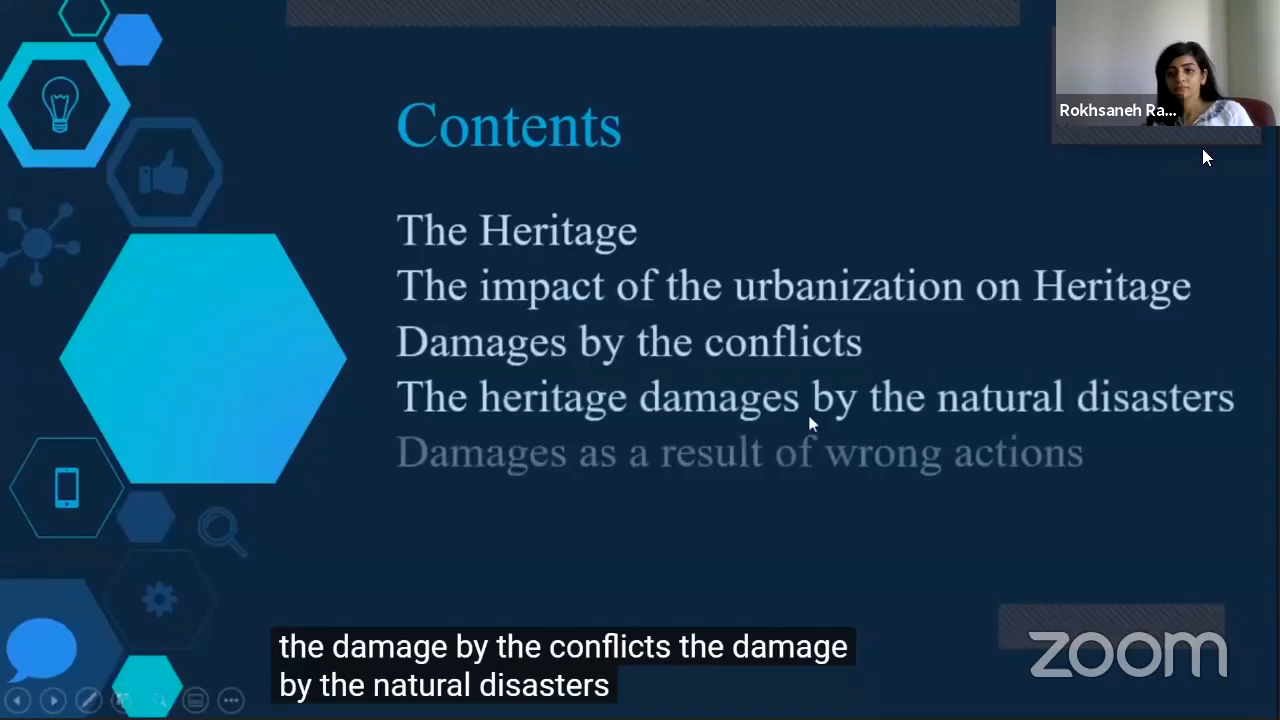 Contents
Rokhsaneh Ra...
The Heritage
The impact of the urbanization on Heritage
Damages by the conflicts
The heritage damages by the natural disasters
Damages as a result of wrong actions
the damage by the conflicts the damage
by the natural disasters
zoom